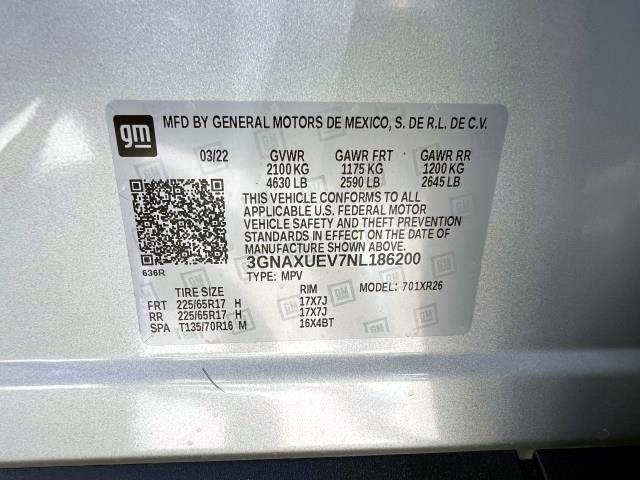 gm
MFD BY GENERAL MOTORS DE MEXICO, S. DE R.L. DE C.V.
03/22 GVWR GAWR FRT GAWR RR
2100 KG 1175 KG 1200 KG
4630 LB 2590 LB 2645 LB
THIS VEHICLE CONFORMS TO ALL
APPLICABLE U.S. FEDERAL MOTOR
VEHICLE SAFETY AND THEFT PREVENTION
STANDARDS IN EFFECT ON THE DATE OF
MANUFACTURE SHOWN ABOVE.
3GNAXUEV7NL186200
636R
TYPE: MPV MODEL: 701XR26
TIRE SIZE RIM
FRT 225/65R17 H 17X7J
RR 225/65R17 H 17X7J
SPA T135/70R16 M 16X4BT